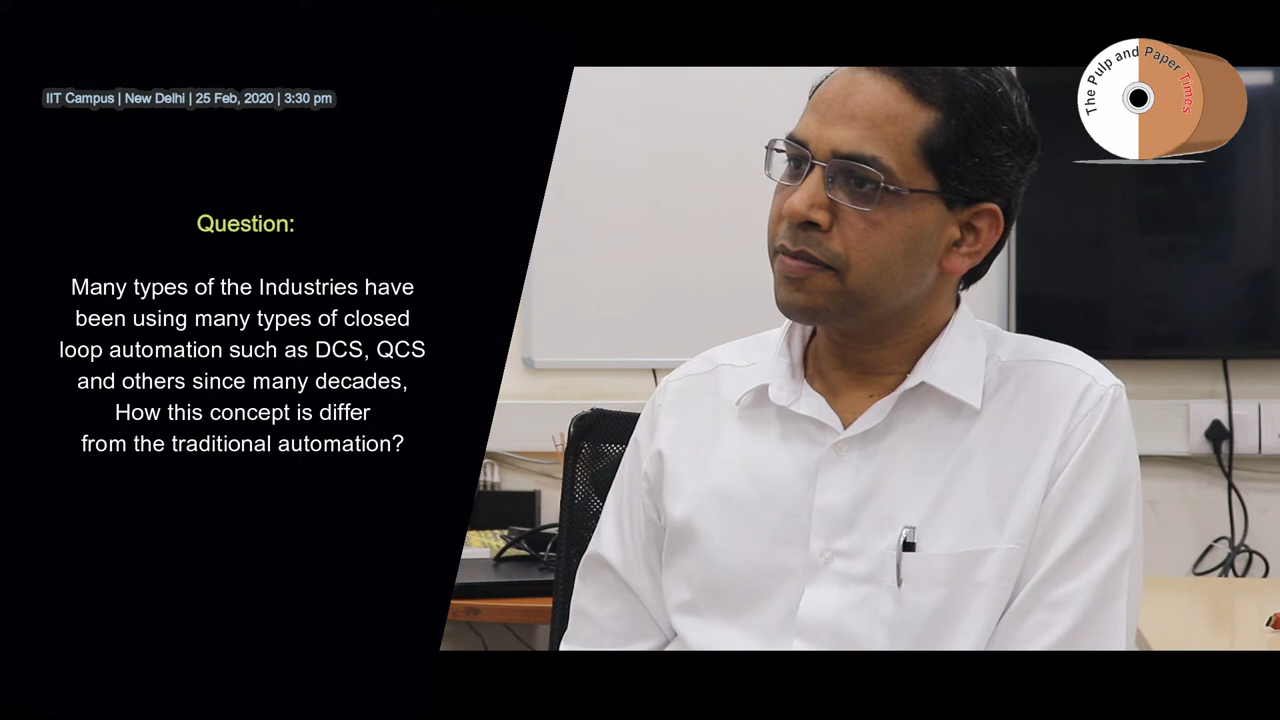 IIT Campus | New Delhi | 25 Feb, 2020 | 3:30 pm
The Pulp and Paper Times
Question:
Many types of the Industries have
been using many types of closed
loop automation such as DCS, QCS
and others since many decades,
How this concept is differ
from the traditional automation?